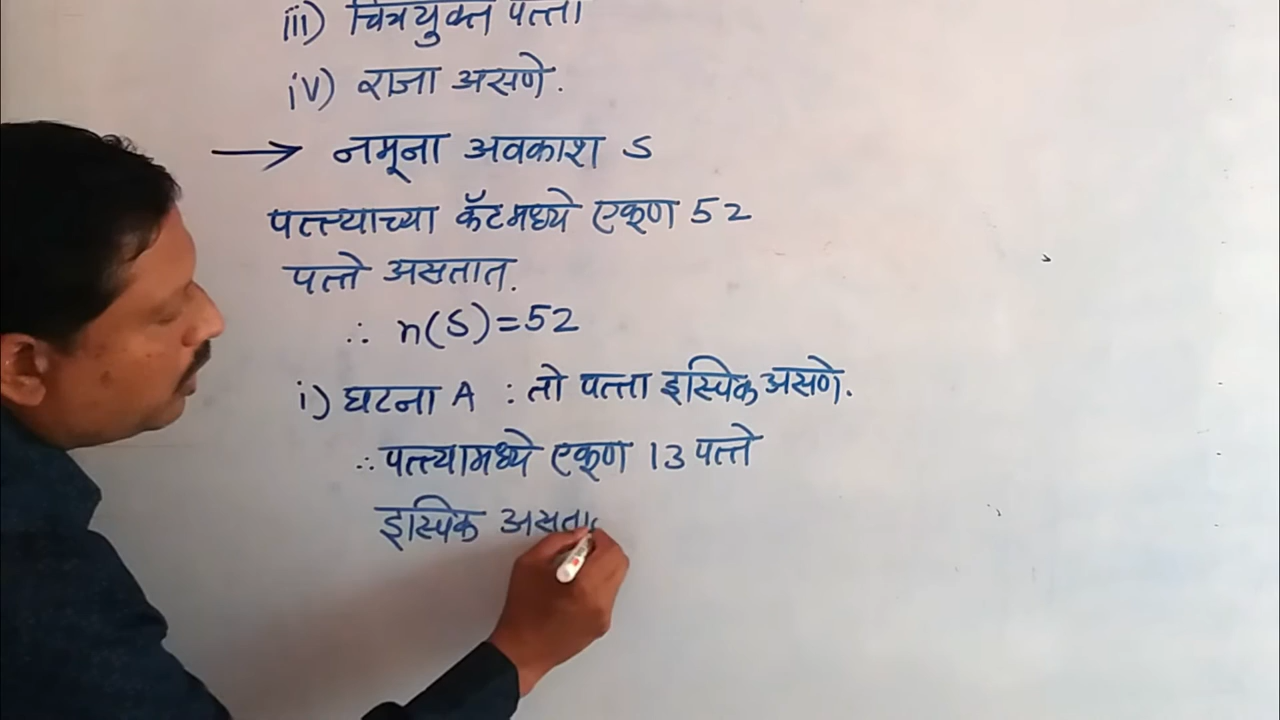 iii) चित्रयुक्त पत्ता
iv) राजा असणे.
→ नमूना अवकाश S
पत्त्याच्या कॅटमध्ये एकूण 52
पत्ते असतात.
∴ n(S)=52
i) घटना A : तो पत्ता इस्पिक असणे.
∴ पत्त्यामध्ये एकूण 13 पत्ते
इस्पिक असता